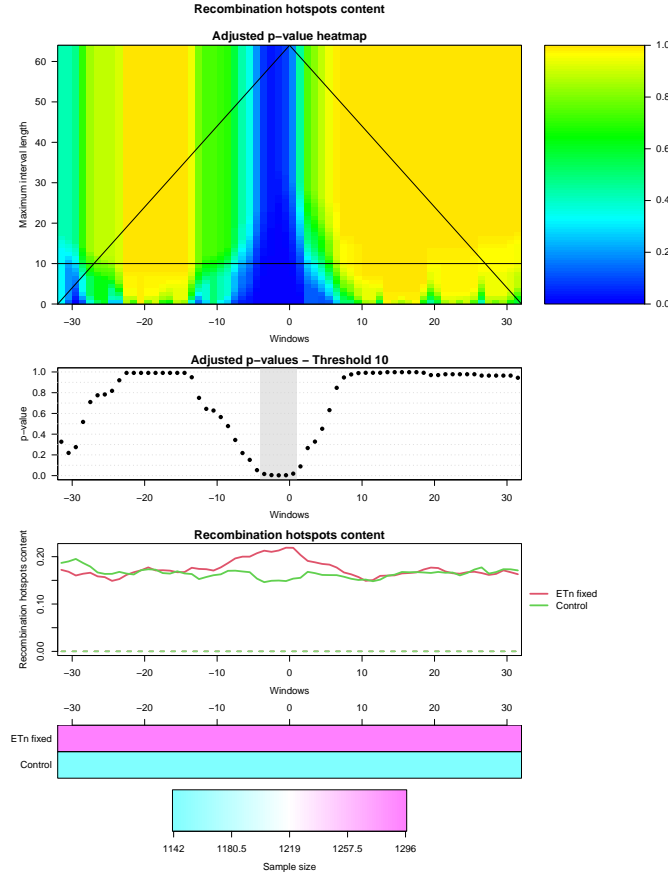 Recombination hotspots content
Adjusted p−value heatmap
Maximum interval length
0 10 20 30 40 50 60
−30 −20 −10 0 10 20 30
Windows
0.0 0.2 0.4 0.6 0.8 1.0
Adjusted p−values − Threshold 10
p−value
0.0 0.2 0.4 0.6 0.8 1.0
−30 −20 −10 0 10 20 30
Windows
Recombination hotspots content
Recombination hotspots content
0.00 0.10 0.20
−30 −20 −10 0 10 20 30
Windows
ETn fixed
Control
−30 −20 −10 0 10 20 30
ETn fixed
Control
1142 1180.5 1219 1257.5 1296
Sample size